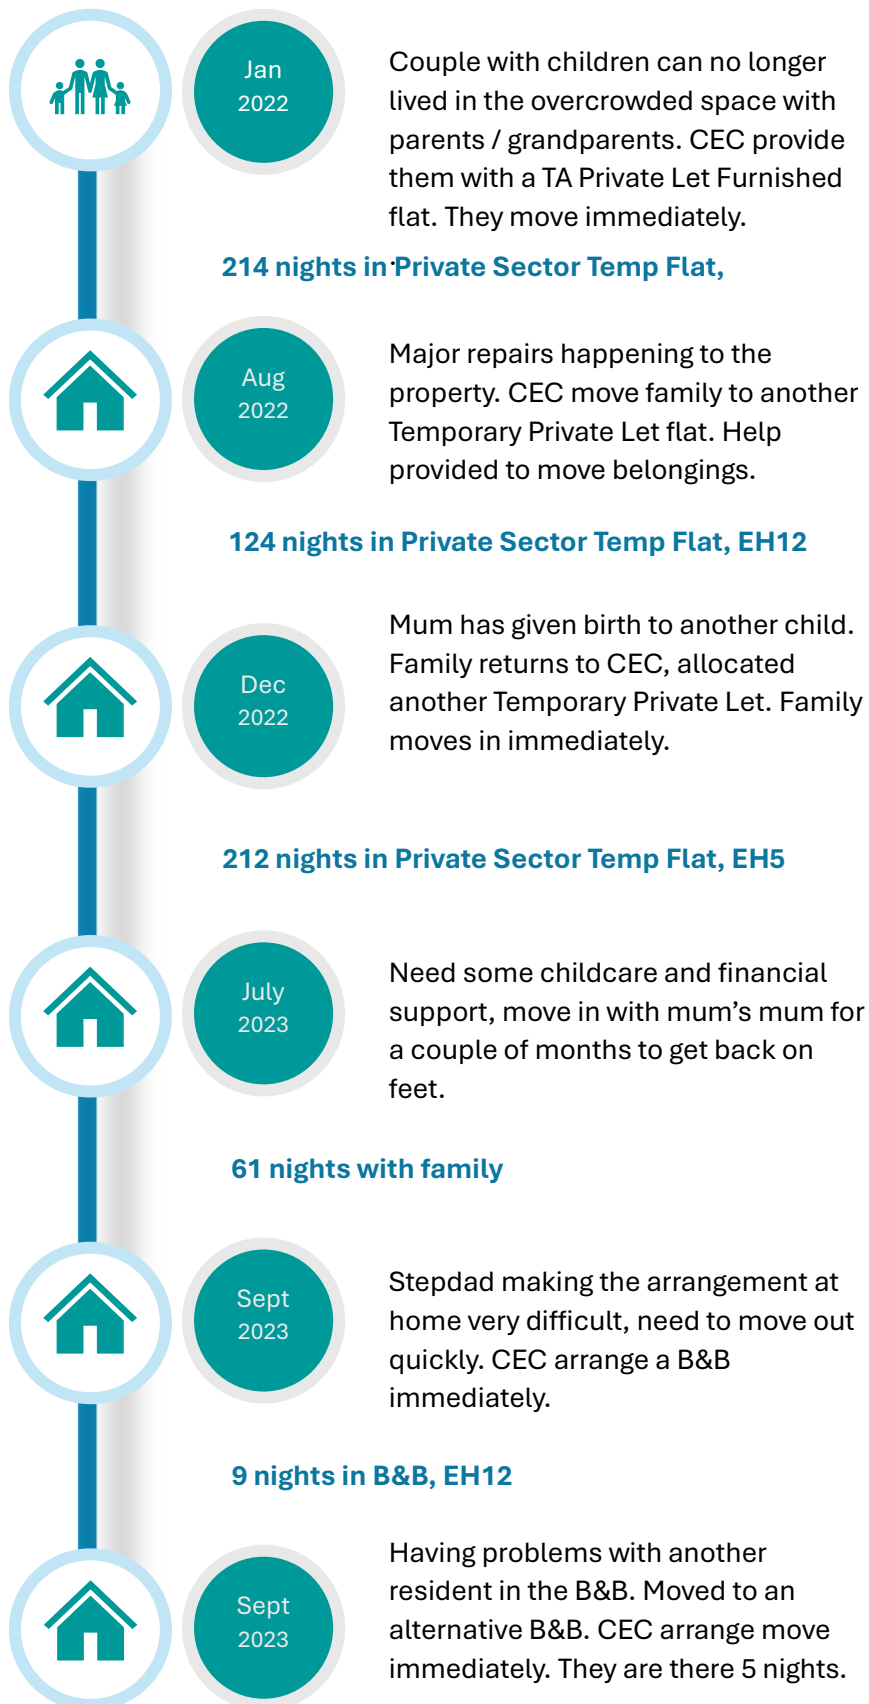 Jan
2022
Couple with children can no longer
lived in the overcrowded space with
parents / grandparents. CEC provide
them with a TA Private Let Furnished
flat. They move immediately.
214 nights in Private Sector Temp Flat,
Aug
2022
Major repairs happening to the
property. CEC move family to another
Temporary Private Let flat. Help
provided to move belongings.
124 nights in Private Sector Temp Flat, EH12
Dec
2022
Mum has given birth to another child.
Family returns to CEC, allocated
another Temporary Private Let. Family
moves in immediately.
212 nights in Private Sector Temp Flat, EH5
July
2023
Need some childcare and financial
support, move in with mum’s mum for
a couple of months to get back on
feet.
61 nights with family
Sept
2023
Stepdad making the arrangement at
home very difficult, need to move out
quickly. CEC arrange a B&B
immediately.
9 nights in B&B, EH12
Sept
2023
Having problems with another
resident in the B&B. Moved to an
alternative B&B. CEC arrange move
immediately. They are there 5 nights.